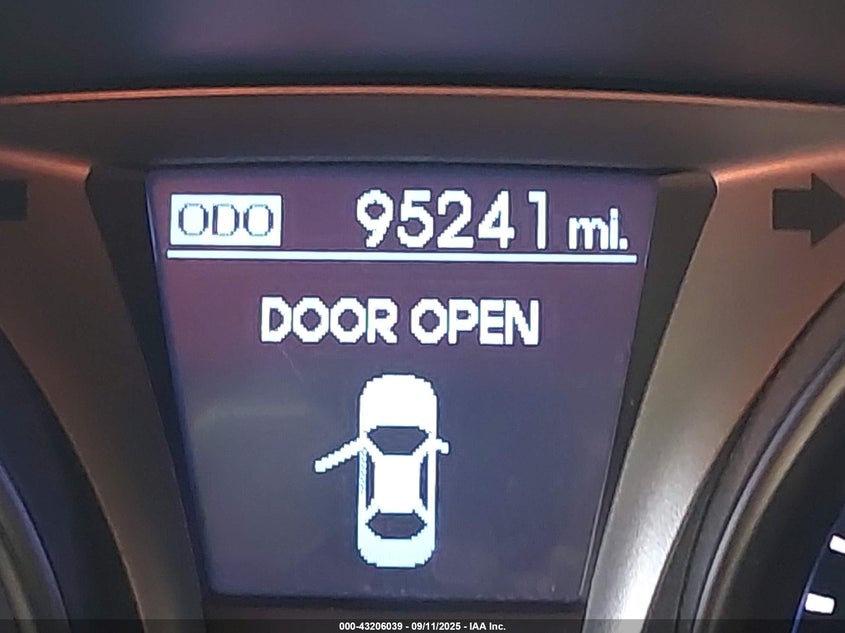 ODO 95241 mi.
DOOR OPEN
000-43206039 - 09/11/2025 - IAA Inc.